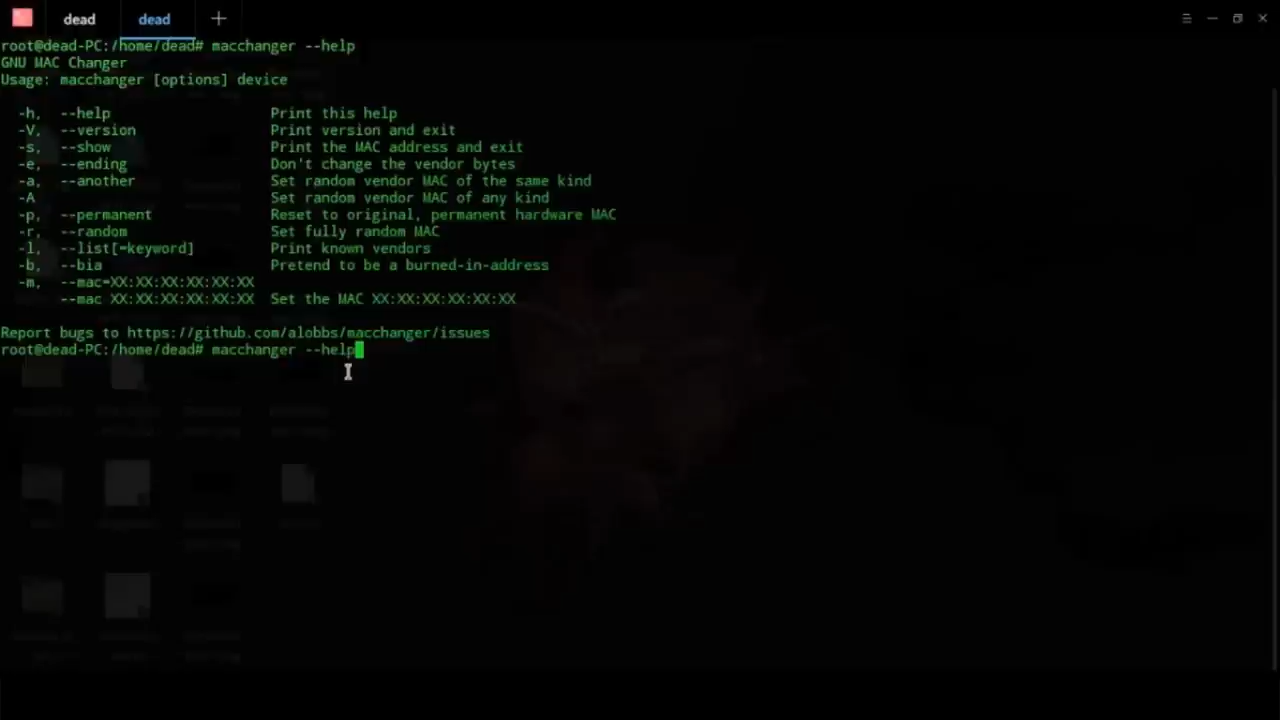 dead
dead
root@dead-PC:/home/dead# macchanger --help
GNU MAC Changer
Usage: macchanger [options] device
-h, --help Print this help
-V, --version Print version and exit
-s, --show Print the MAC address and exit
-e, --ending Don't change the vendor bytes
-a, --another Set random vendor MAC of the same kind
-A Set random vendor MAC of any kind
-p, --permanent Reset to original, permanent hardware MAC
-r, --random Set fully random MAC
-l, --list[=keyword] Print known vendors
-b, --bia Pretend to be a burned-in-address
-m, --mac=XX:XX:XX:XX:XX:XX
--mac XX:XX:XX:XX:XX:XX Set the MAC XX:XX:XX:XX:XX:XX
Report bugs to https://github.com/alobbs/macchanger/issues
root@dead-PC:/home/dead# macchanger --help